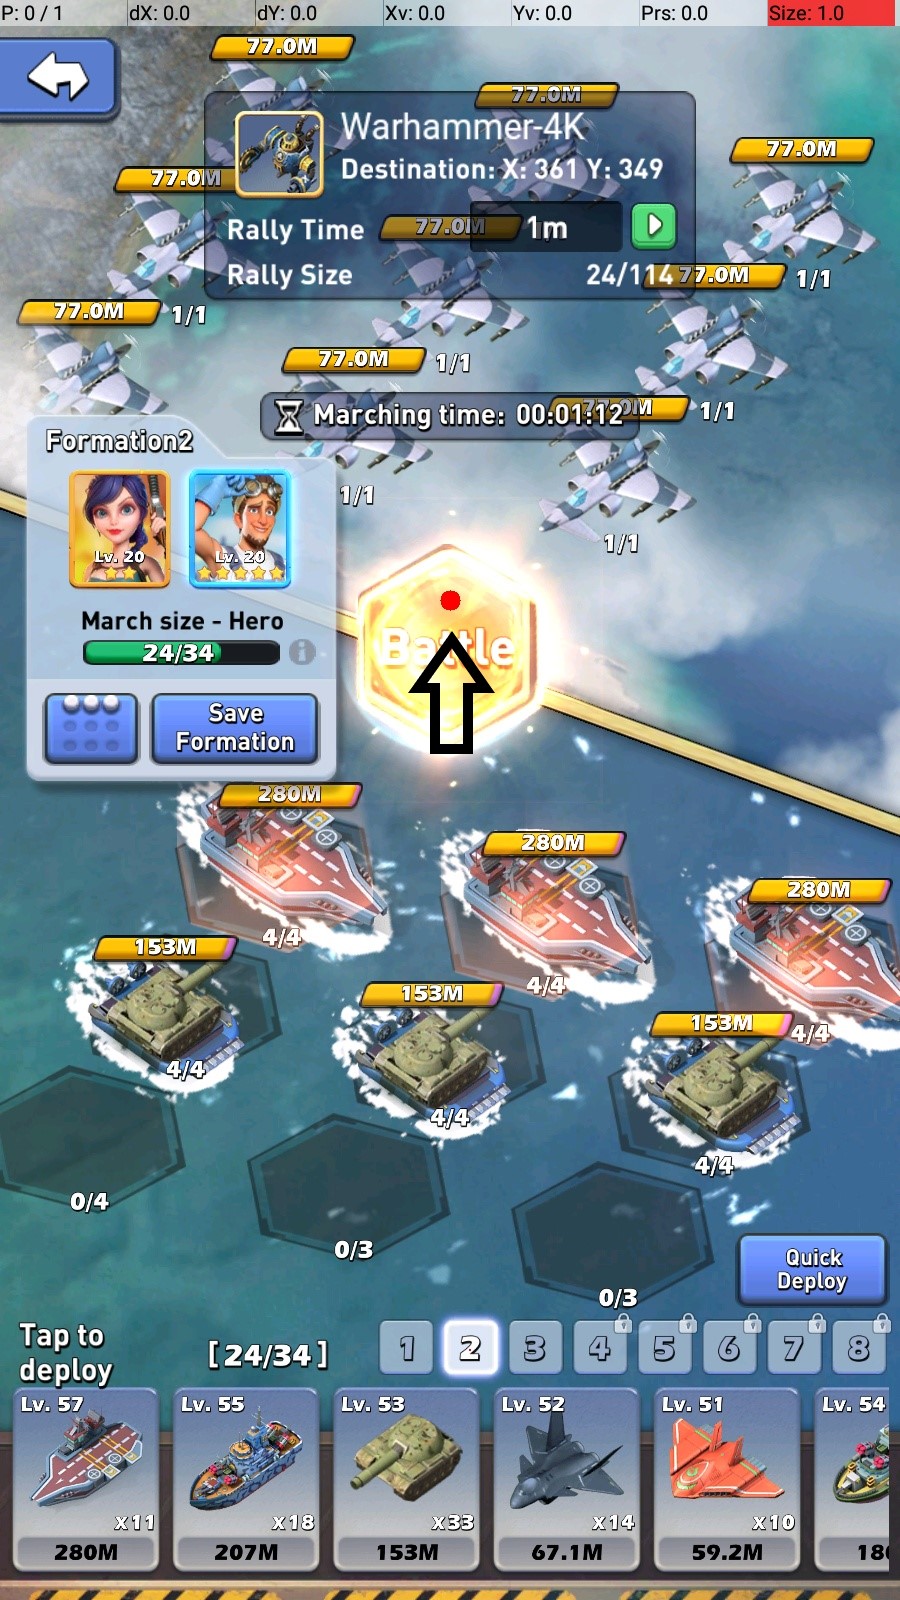 P: 0 / 1
dX: 0.0
dY: 0.0
Xv: 0.0
Yv: 0.0
Prs: 0.0
Size: 1.0
77.0M
77.0M
77.0M
77.0M
Warhammer-4K
Destination: X: 361 Y: 349
Rally Time
77.0M
1m
Rally Size
24/114
77.0M
1/1
77.0M
1/1
77.0M
1/1
77.0M
1/1
Marching time: 00:01:12
1/1
1/1
Formation2
Lv. 20
Lv. 20
March size - Hero
24/34
Save
Formation
Battle
280M
4/4
280M
4/4
280M
4/4
153M
4/4
153M
4/4
153M
4/4
0/4
0/3
0/3
Quick
Deploy
Tap to
deploy
[24/34]
1 2 3 4 5 6 7 8
Lv. 57
x11
280M
Lv. 55
x18
207M
Lv. 53
x33
153M
Lv. 52
x14
67.1M
Lv. 51
x10
59.2M
Lv. 54